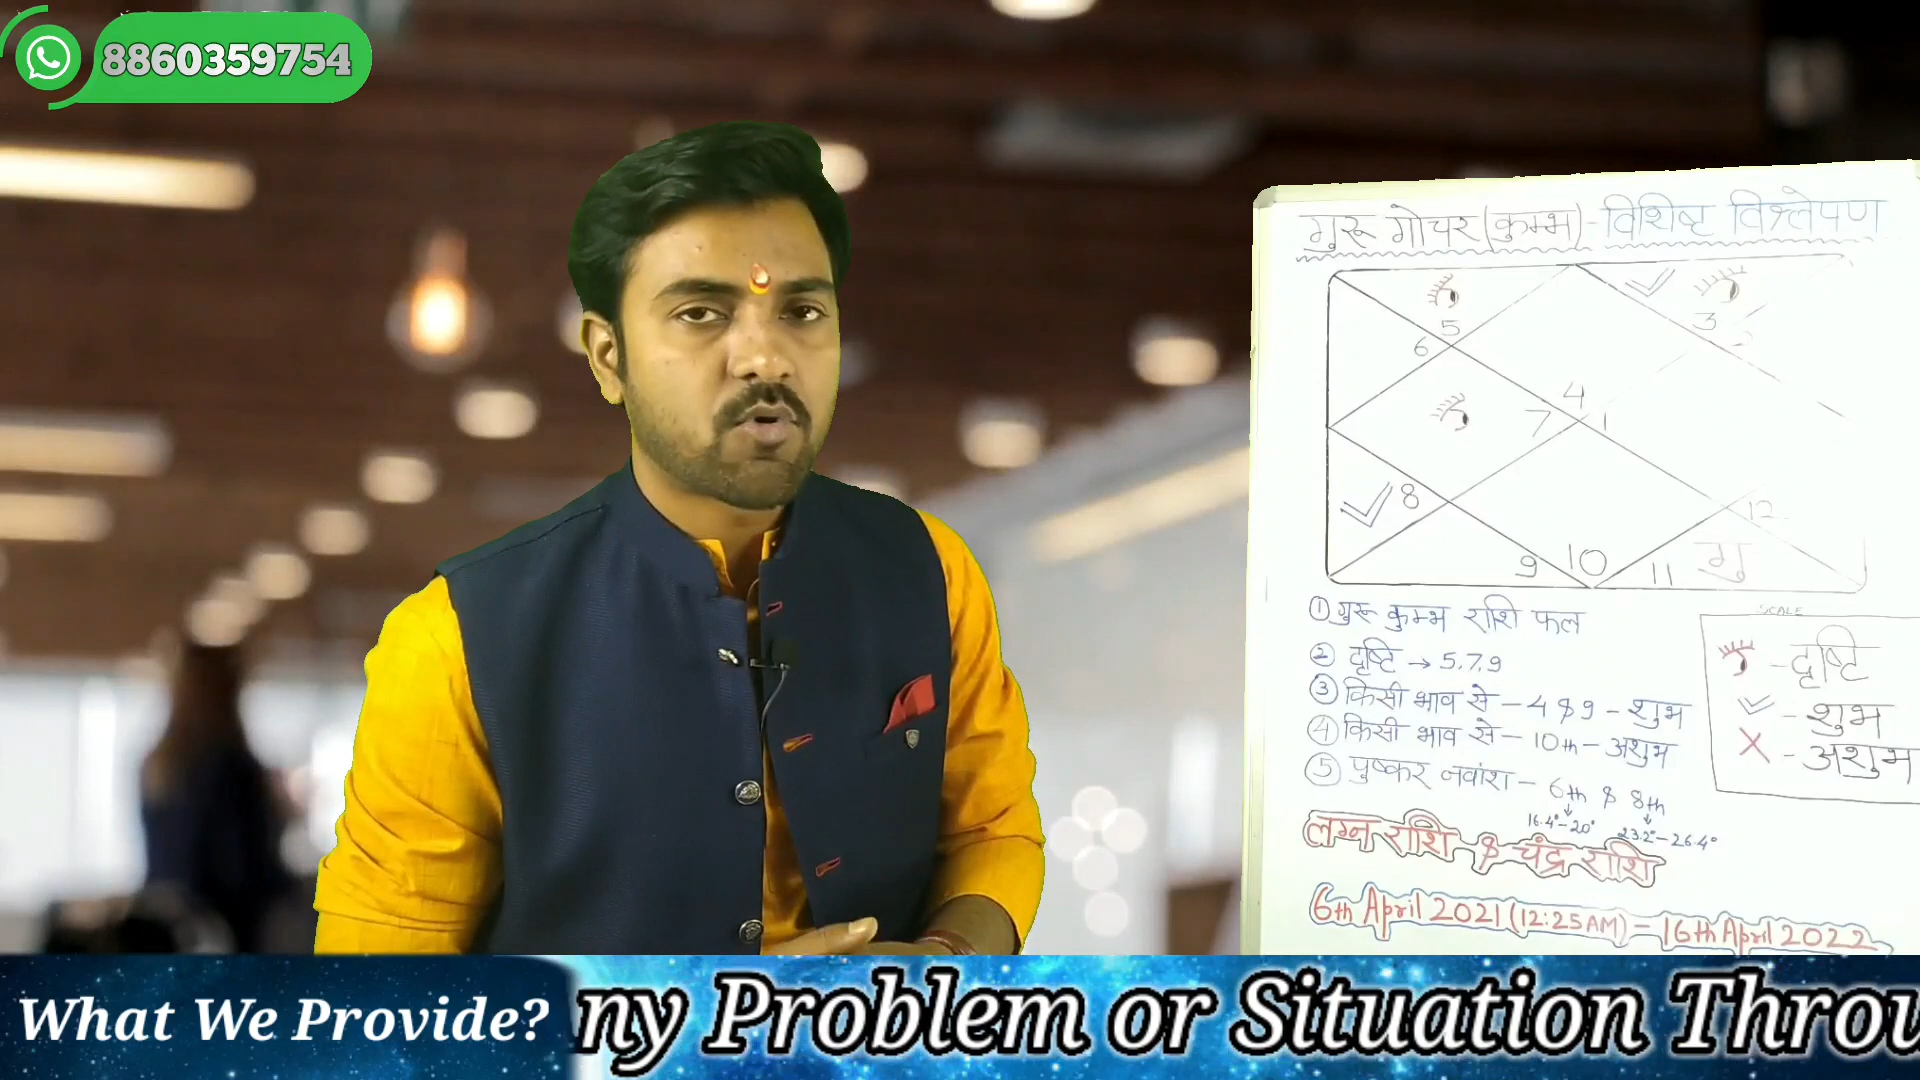 8860359754
गुरू गोचर (कुम्भ) - विशिष्ट विश्लेषण
5
3
6
4
7
1
8
12
9
10
11
गु
SCALE
① गुरू कुम्भ राशि फल
② दृष्टि → 5,7,9
③ किसी भाव से - 4 & 9 - शुभ
④ किसी भाव से - 10th - अशुभ
⑤ पुष्कर नवांश - 6th & 8th
16.4° - 20° 23.2° - 26.4°
- दृष्टि
- शुभ
X - अशुभ
लग्न राशि & चंद्र राशि
6th April 2021 (12:25AM) - 16th April 2022
What We Provide?
ny Problem or Situation Throu